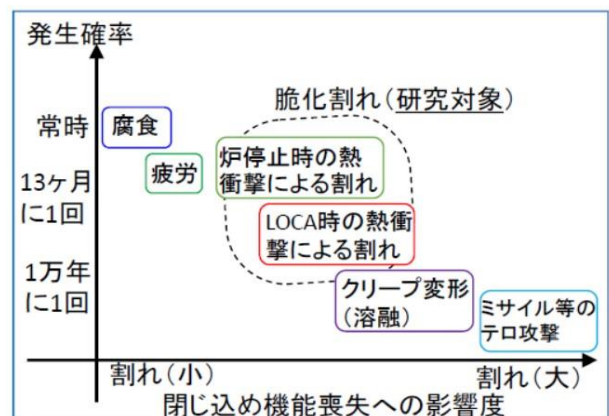 発生確率
脆化割れ(研究対象)
常時
腐食
炉停止時の熱
衝撃による割れ
疲労
13ヶ月
に1回
LOCA時の熱衝
撃による割れ
1万年
に1回
クリープ変形
(溶融)
ミサイル等の
テロ攻撃
割れ(小)
割れ(大)
閉じ込め機能喪失への影響度